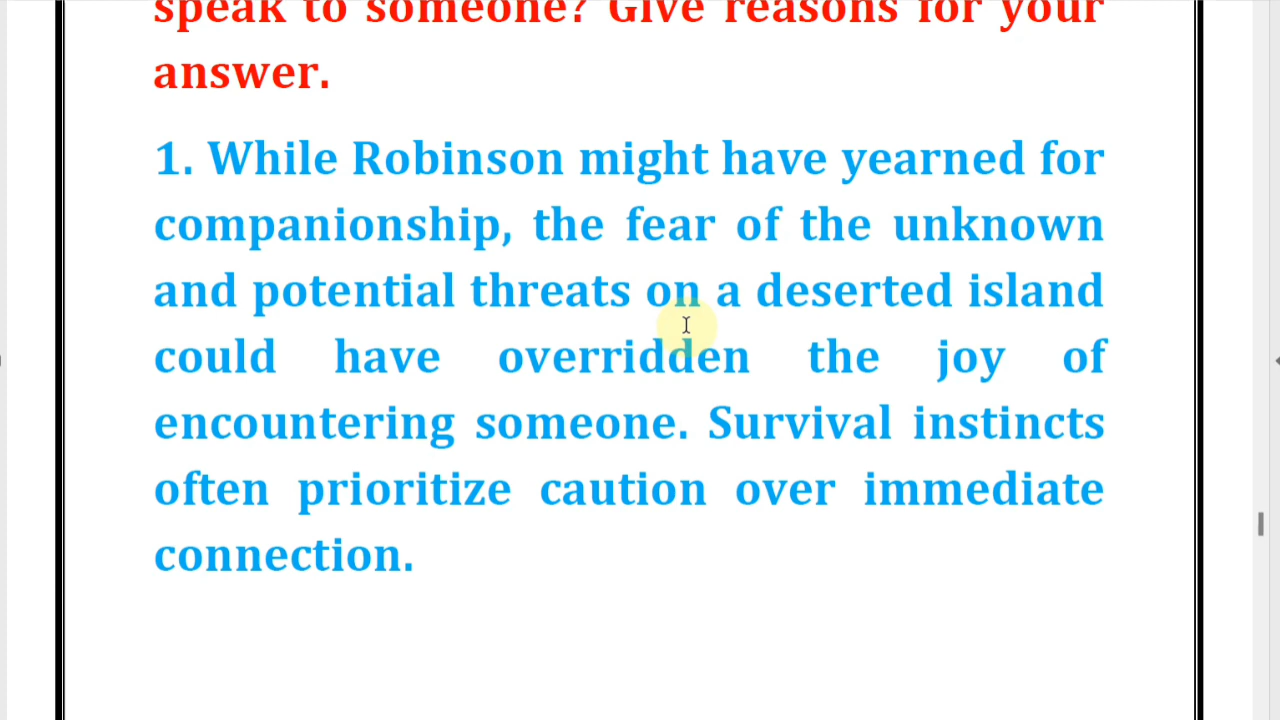 speak to someone? Give reasons for your
answer.
1. While Robinson might have yearned for
companionship, the fear of the unknown
and potential threats on a deserted island
could have overridden the joy of
encountering someone. Survival instincts
often prioritize caution over immediate
connection.